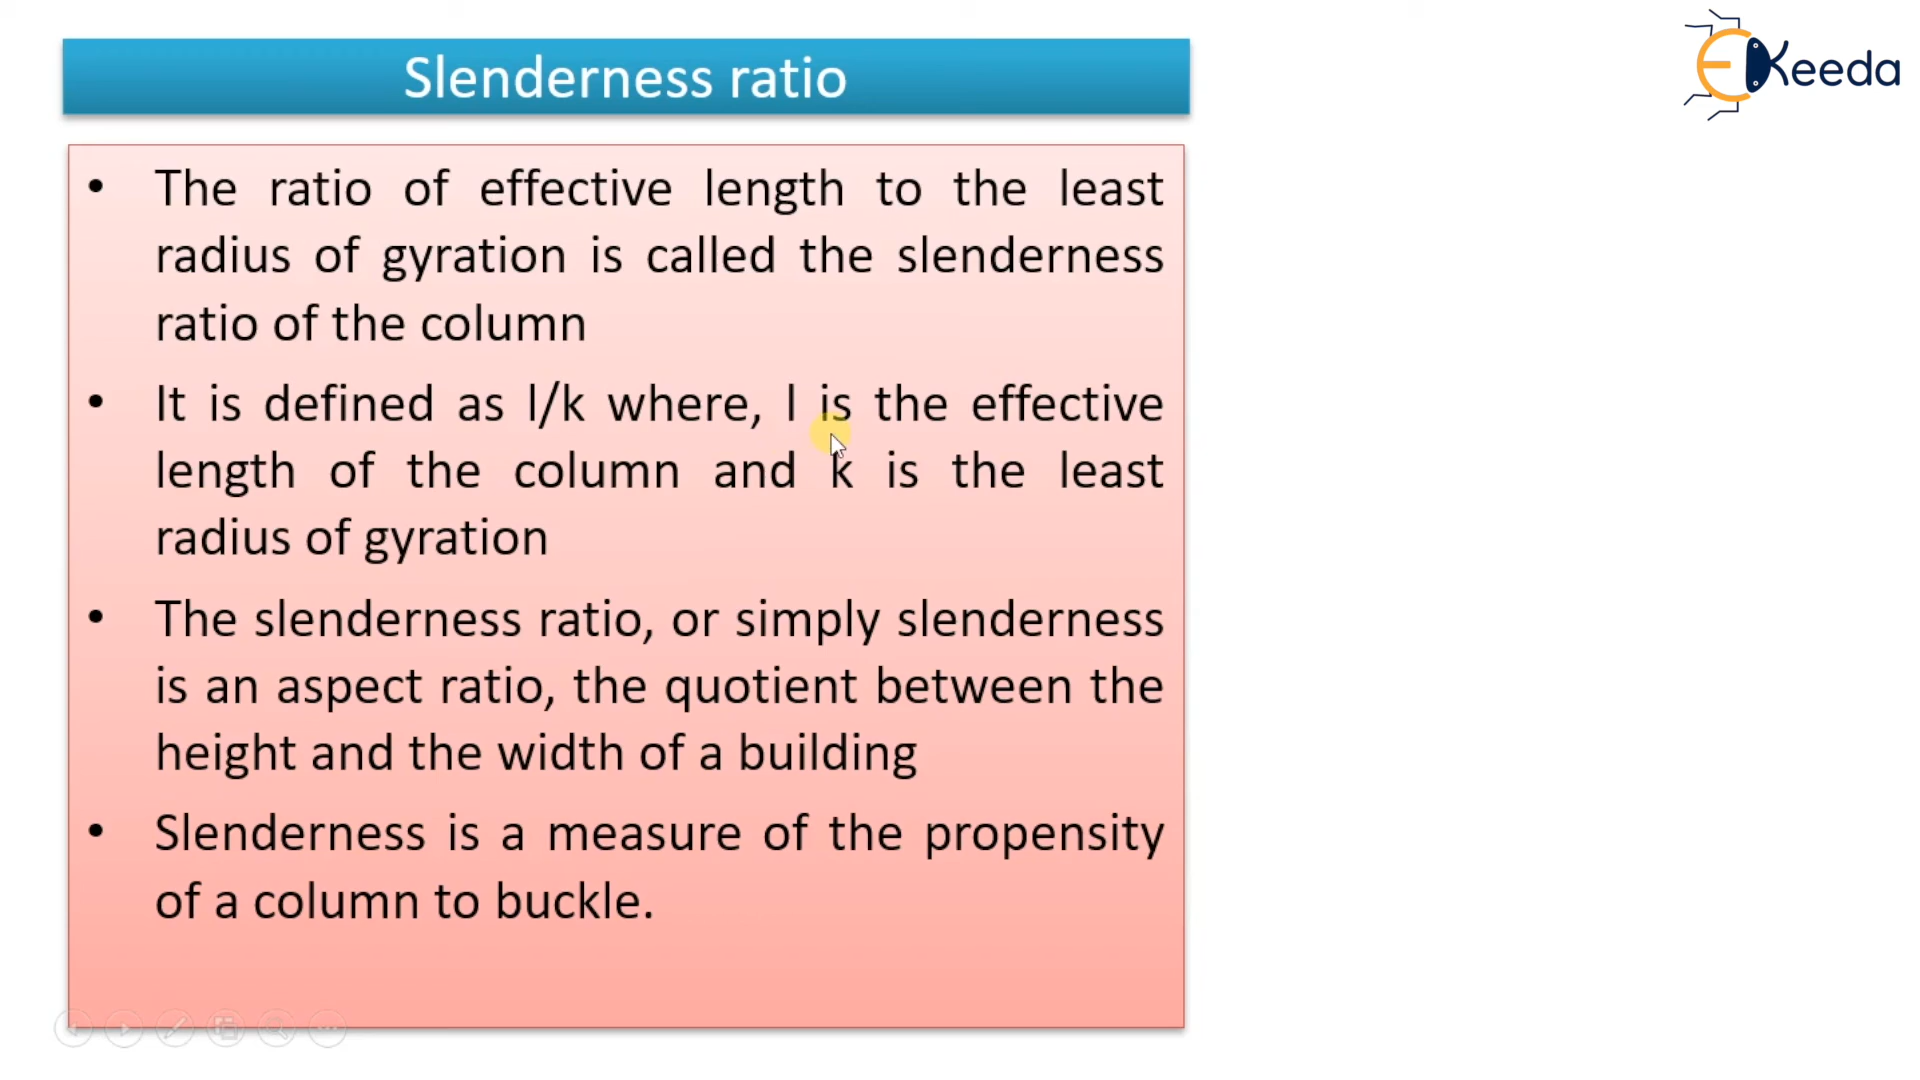 Slenderness ratio
EKeeda
• The ratio of effective length to the least
radius of gyration is called the slenderness
ratio of the column
• It is defined as l/k where, l is the effective
length of the column and k is the least
radius of gyration
• The slenderness ratio, or simply slenderness
is an aspect ratio, the quotient between the
height and the width of a building
• Slenderness is a measure of the propensity
of a column to buckle.